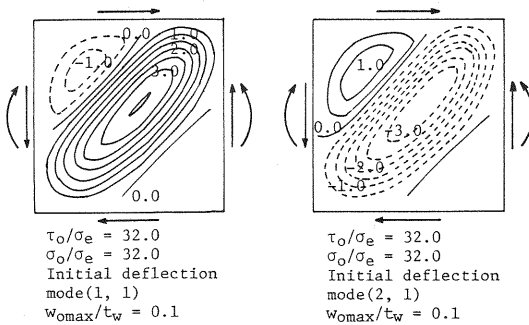 0.0 1.0
2.0
-1.0
3.0
0.0
τo/σe = 32.0
σo/σe = 32.0
Initial deflection
mode(1, 1)
womax/tw = 0.1
1.0
0.0
-3.0
-2.0
-1.0
0.0
τo/σe = 32.0
σo/σe = 32.0
Initial deflection
mode(2, 1)
womax/tw = 0.1